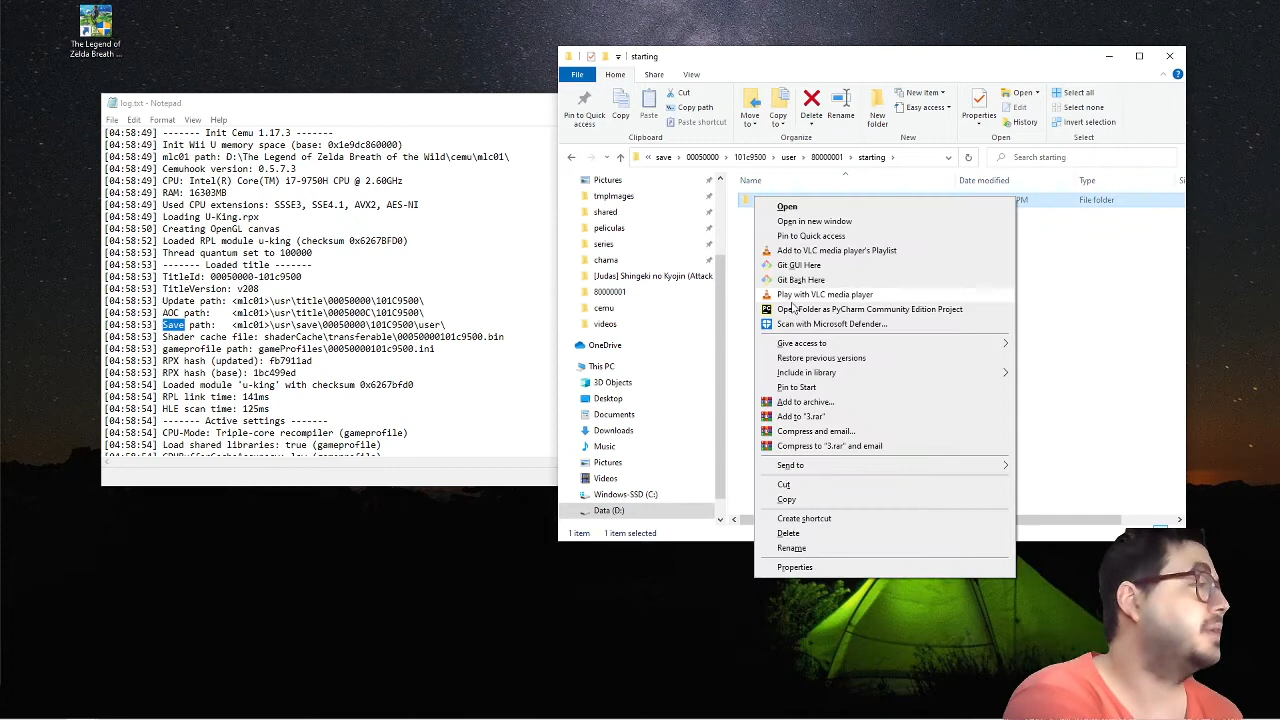 The Legend of
Zelda Breath ...
log.txt - Notepad
File Edit Format View Help
[04:58:49] ------- Init Cemu 1.17.3 -------
[04:58:49] Init Wii U memory space (base: 0x1e9dc860000)
[04:58:49] mlc01 path: D:\The Legend of Zelda Breath of the Wild\cemu\mlc01\
[04:58:49] Cemuhook version: 0.5.7.3
[04:58:49] CPU: Intel(R) Core(TM) i7-9750H CPU @ 2.60GHz
[04:58:49] RAM: 16303MB
[04:58:49] Used CPU extensions: SSSE3, SSE4.1, AVX2, AES-NI
[04:58:49] Loading U-King.rpx
[04:58:50] Creating OpenGL canvas
[04:58:52] Loaded RPL module u-king (checksum 0x6267BFD0)
[04:58:53] Thread quantum set to 100000
[04:58:53] ------- Loaded title -------
[04:58:53] TitleId: 00050000-101c9500
[04:58:53] TitleVersion: v208
[04:58:53] Update path: <mlc01>\usr\title\00050000\101C9500\
[04:58:53] AOC path: <mlc01>\usr\title\0005000C\101C9500\
[04:58:53] Save path: <mlc01>\usr\save\00050000\101C9500\user\
[04:58:53] Shader cache file: shaderCache\transferable\00050000101c9500.bin
[04:58:53] gameprofile path: gameProfiles\00050000101c9500.ini
[04:58:53] RPX hash (updated): fb7911ad
[04:58:53] RPX hash (base): 1bc499ed
[04:58:54] Loaded module 'u-king' with checksum 0x6267bfd0
[04:58:54] RPL link time: 141ms
[04:58:54] HLE scan time: 125ms
[04:58:54] ------- Active settings -------
[04:58:54] CPU-Mode: Triple-core recompiler (gameprofile)
[04:58:54] Load shared libraries: true (gameprofile)
starting
File Home Share View
Pin to Quick access
Copy
Paste
Cut
Copy path
Paste shortcut
Clipboard
Move to
Copy to
Delete
Rename
Organize
New folder
New item
Easy access
New
Properties
Open
Edit
History
Open
Select all
Select none
Invert selection
Select
« save > 00050000 > 101c9500 > user > 80000001 > starting >
Search starting
Name Date modified Type Si
PM File folder
Pictures
tmpImages
shared
peliculas
series
chama
[Judas] Shingeki no Kyojin (Attack
80000001
cemu
videos
OneDrive
This PC
3D Objects
Desktop
Documents
Downloads
Music
Pictures
Videos
Windows-SSD (C:)
Data (D:)
1 item 1 item selected
Open
Open in new window
Pin to Quick access
Add to VLC media player's Playlist
Git GUI Here
Git Bash Here
Play with VLC media player
Open Folder as PyCharm Community Edition Project
Scan with Microsoft Defender...
Give access to
Restore previous versions
Include in library
Pin to Start
Add to archive...
Add to "3.rar"
Compress and email...
Compress to "3.rar" and email
Send to
Cut
Copy
Create shortcut
Delete
Rename
Properties